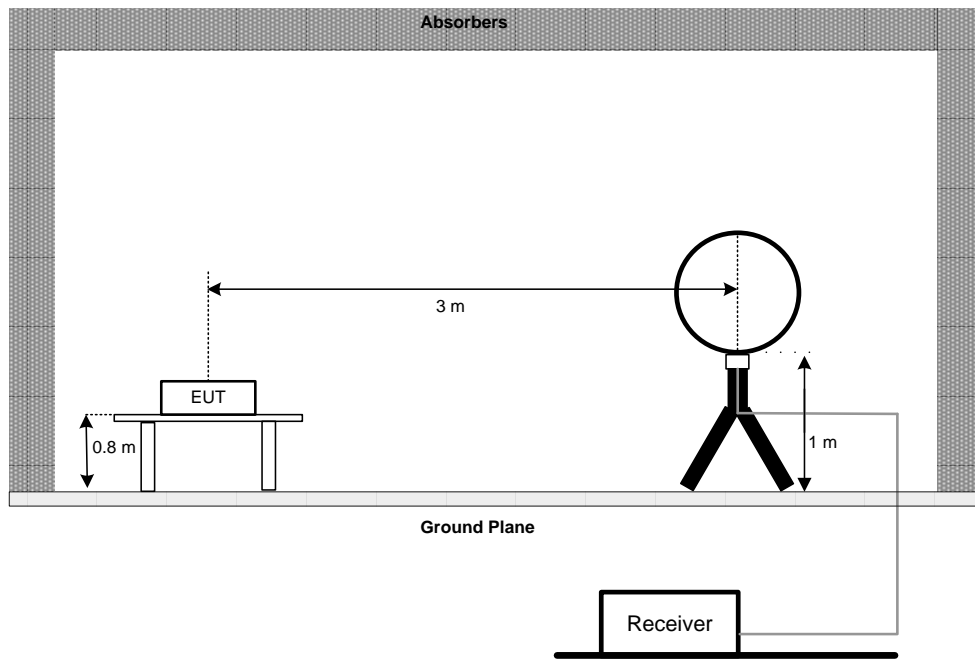 Absorbers
3 m
EUT
0.8 m
1 m
Ground Plane
Receiver